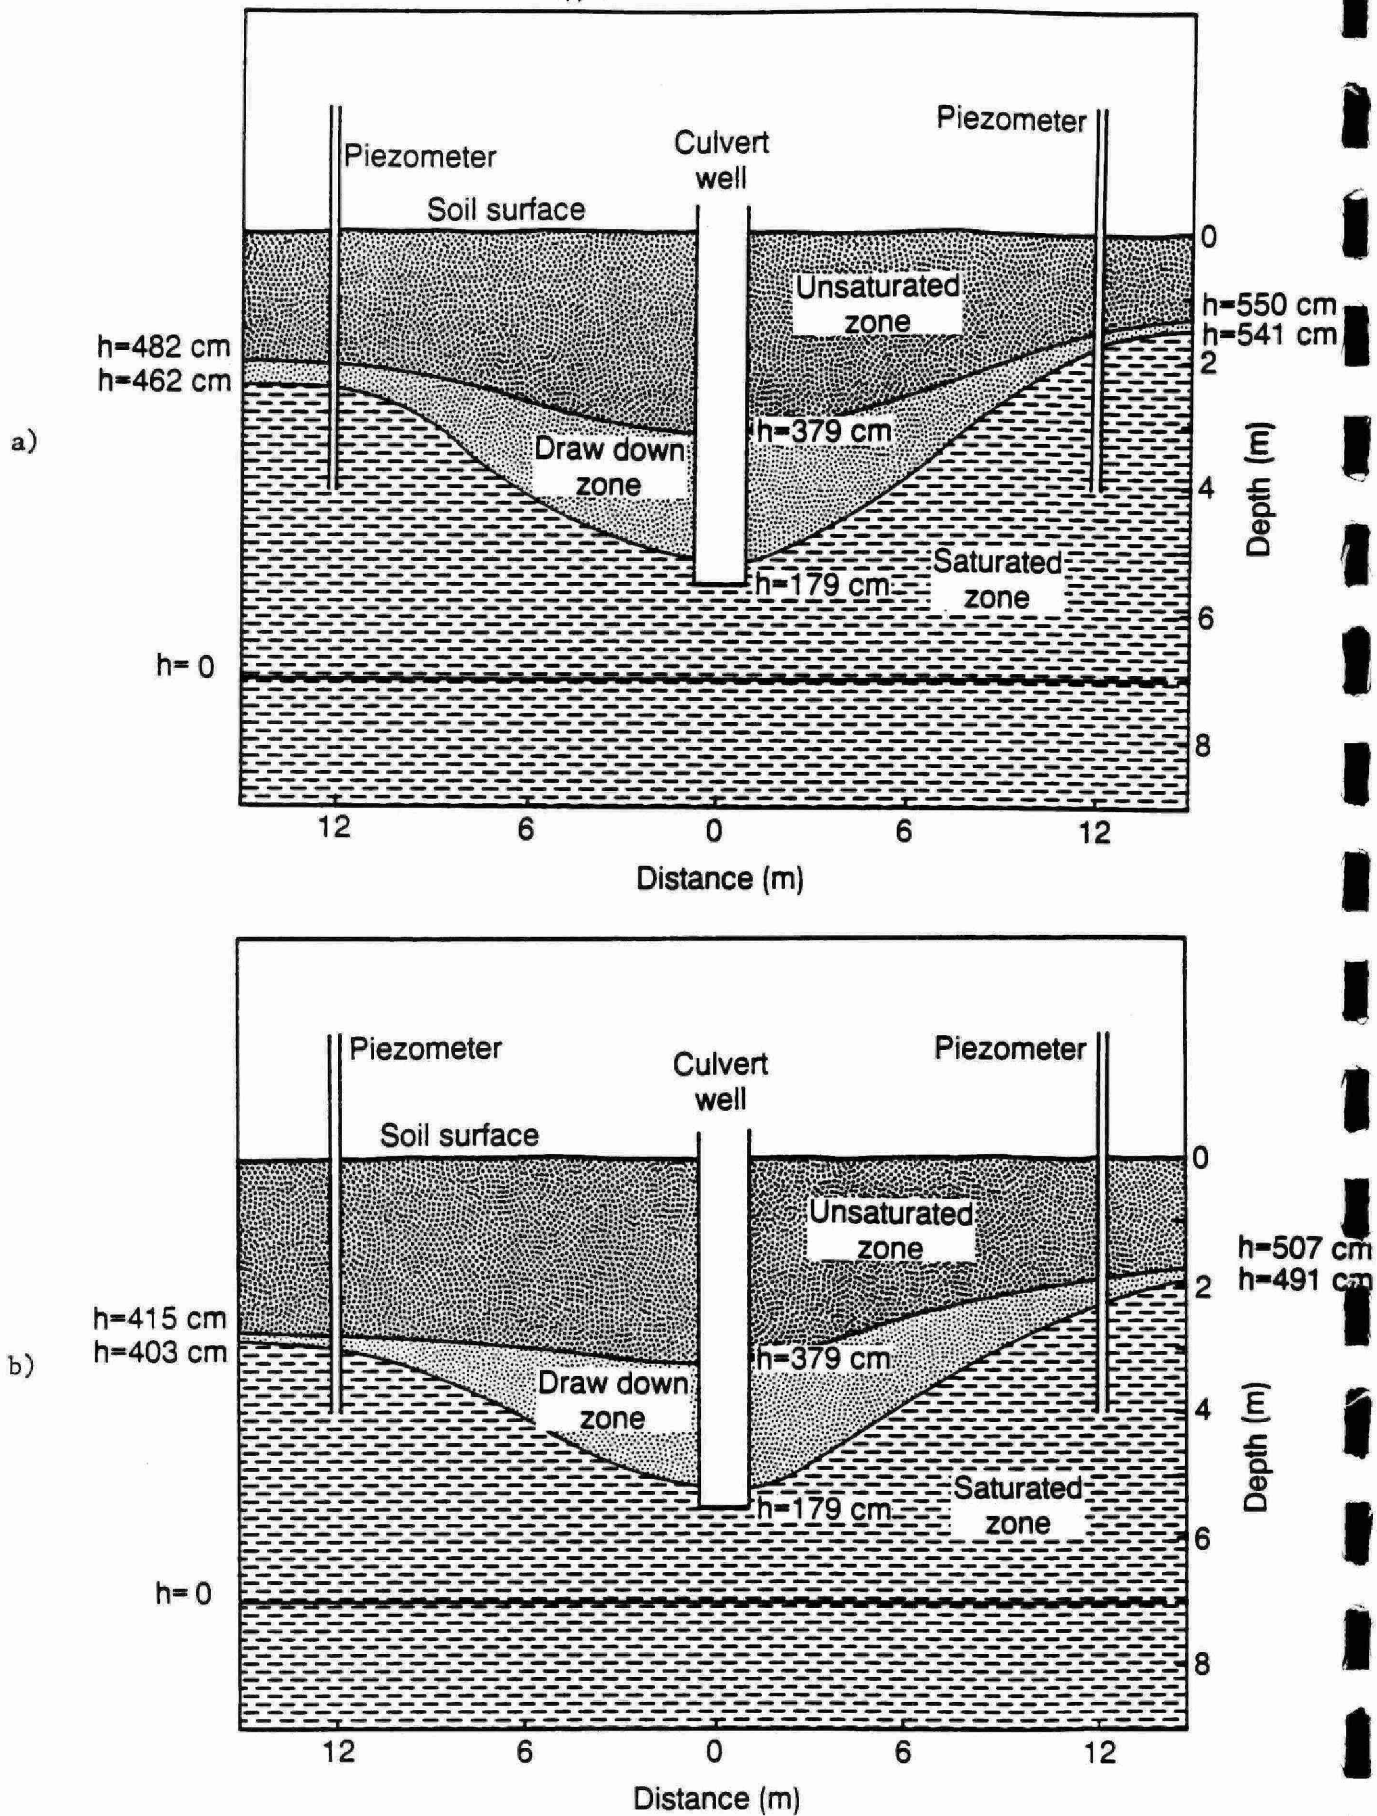 Piezometer
Piezometer
Culvert
well
Soil surface
0
Unsaturated
zone
h=550 cm
h=541 cm
h=482 cm
h=462 cm
2
h=379 cm
Draw down
zone
a)
4
Depth (m)
Saturated
zone
h=179 cm
6
h= 0
8
12
6
0
6
12
Distance (m)
Piezometer
Piezometer
Culvert
well
Soil surface
0
Unsaturated
zone
h=507 cm
h=491 cm
2
h=415 cm
h=403 cm
h=379 cm
b)
Draw down
zone
4
Depth (m)
Saturated
zone
h=179 cm
6
h= 0
8
12
6
0
6
12
Distance (m)